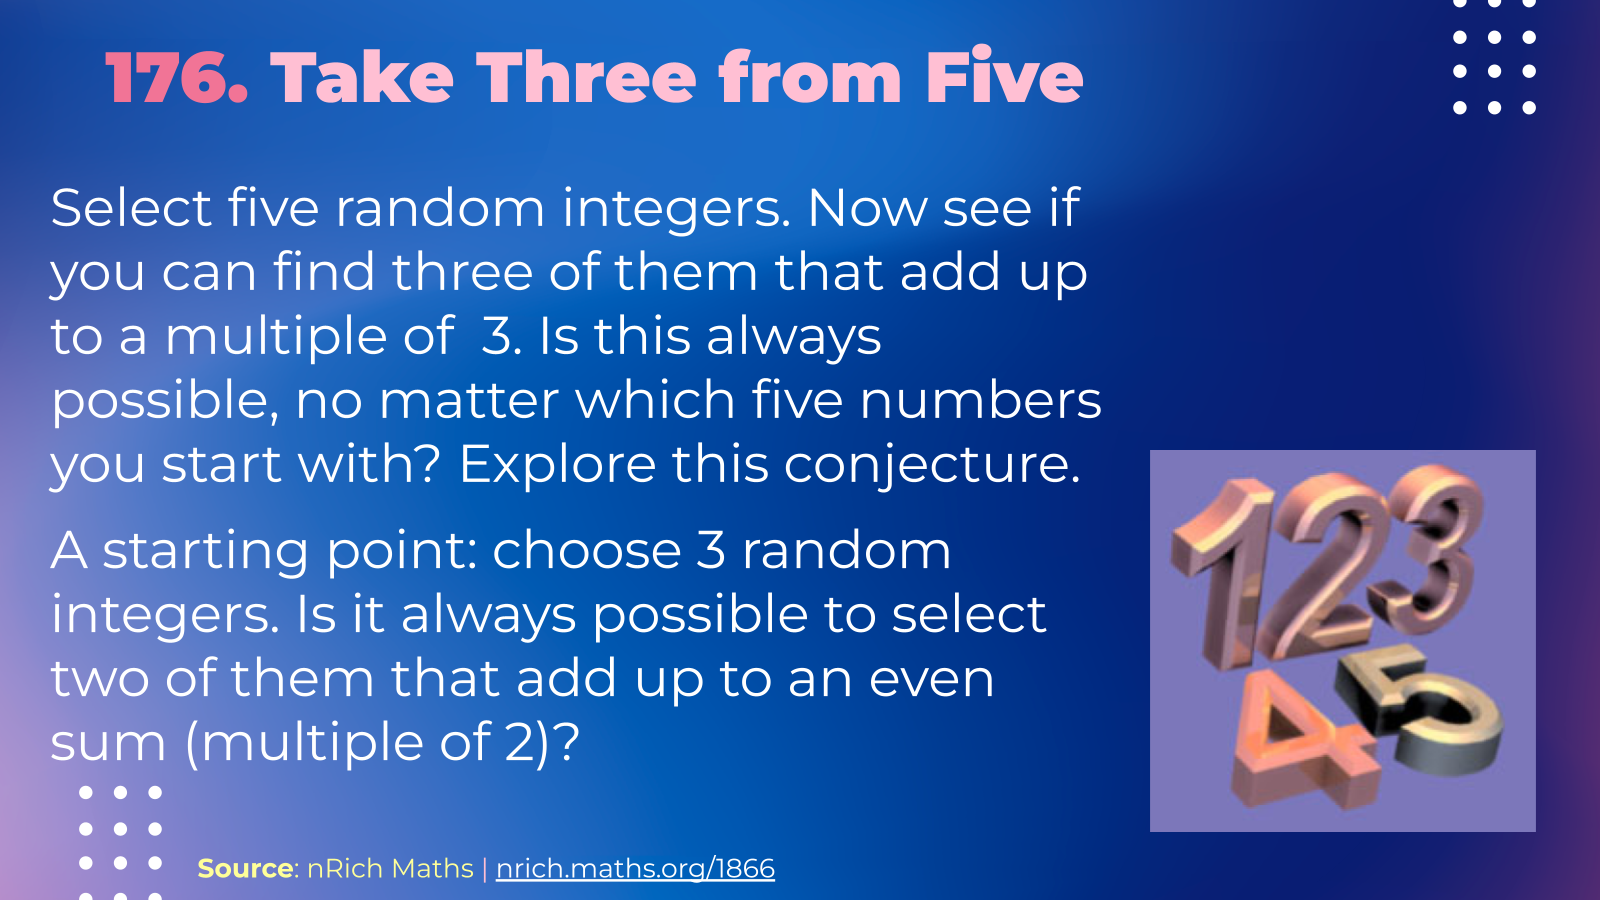 176. Take Three from Five
Select five random integers. Now see if
you can find three of them that add up
to a multiple of  3. Is this always
possible, no matter which five numbers
you start with? Explore this conjecture.
A starting point: choose 3 random
integers. Is it always possible to select
two of them that add up to an even
sum (multiple of 2)?
123
45
Source: nRich Maths | nrich.maths.org/1866